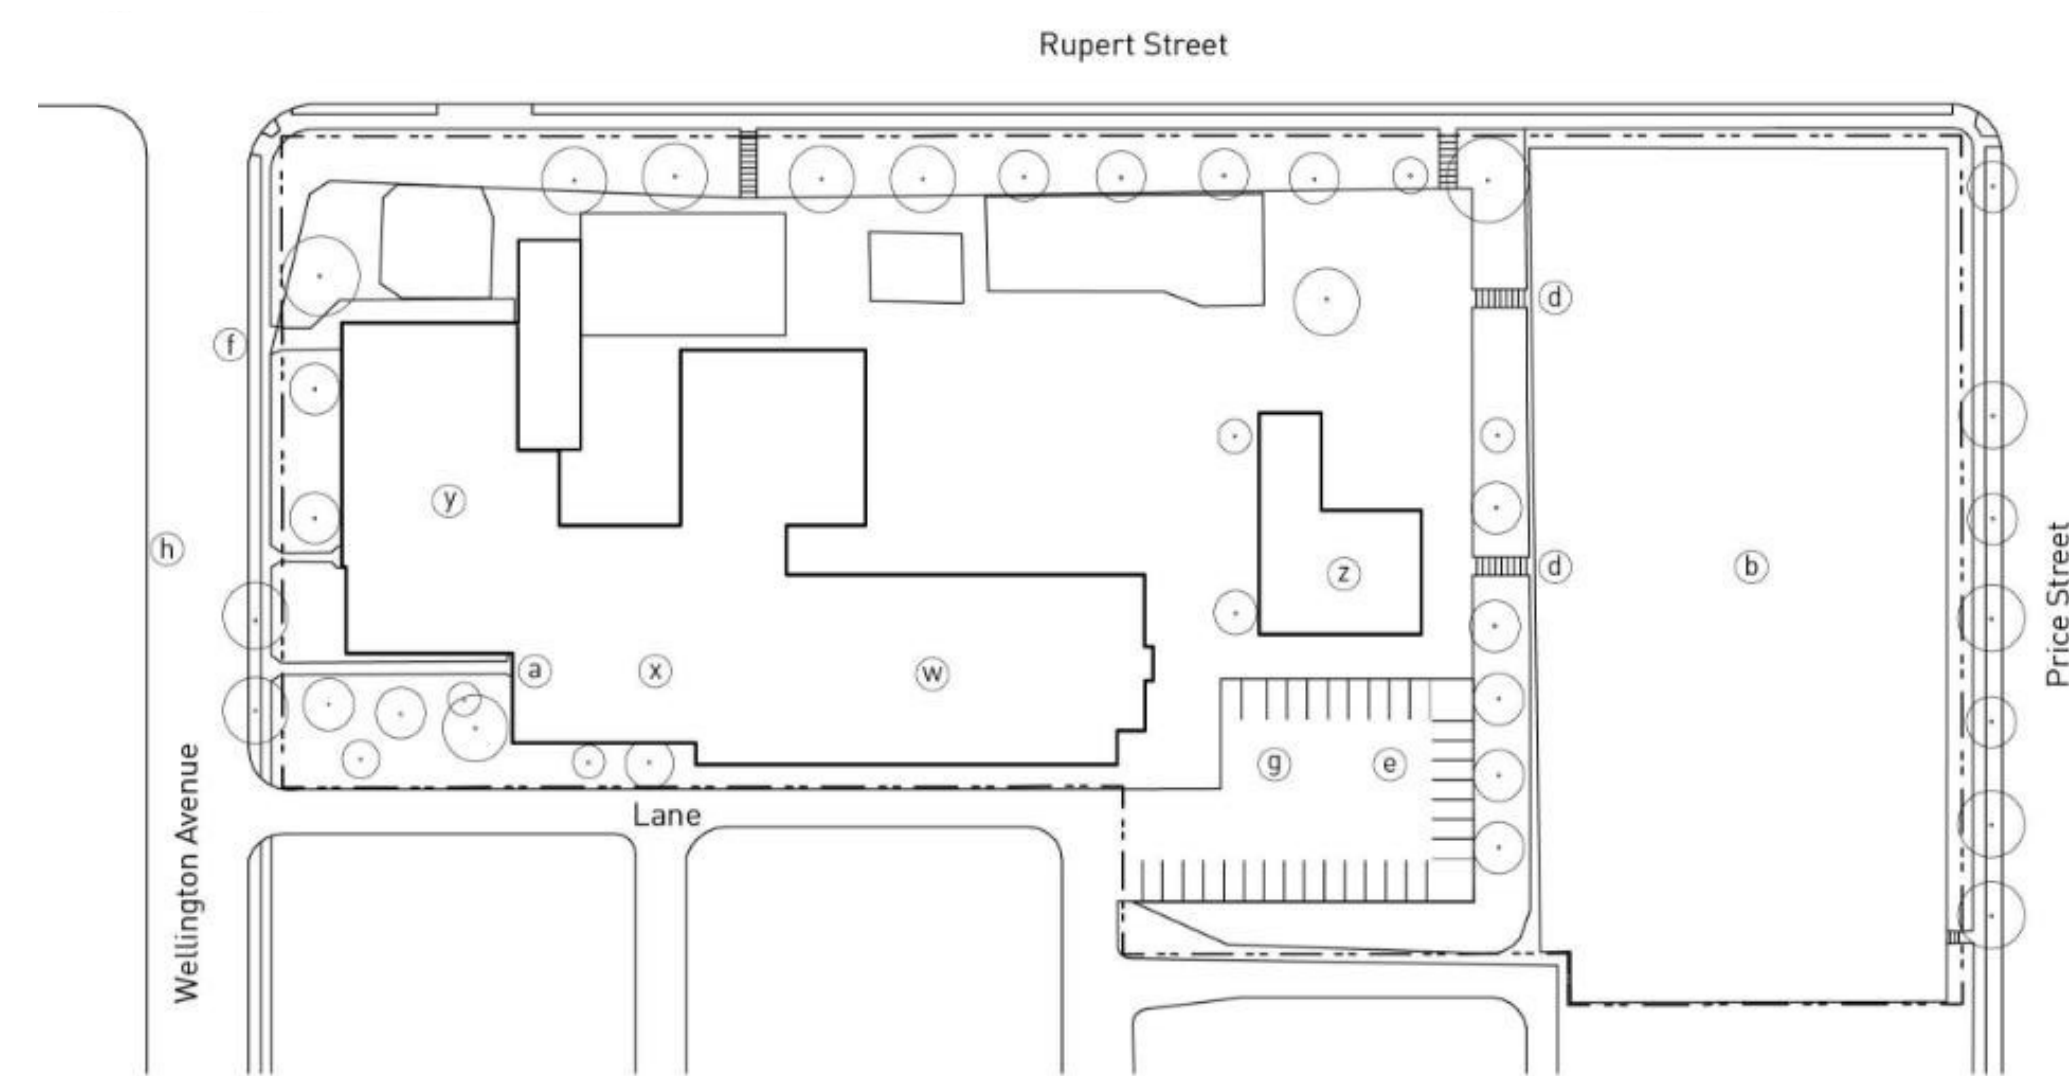 Rupert Street
d
f
y
h
d
z
b
Price Street
a
x
w
g
e
Wellington Avenue
Lane